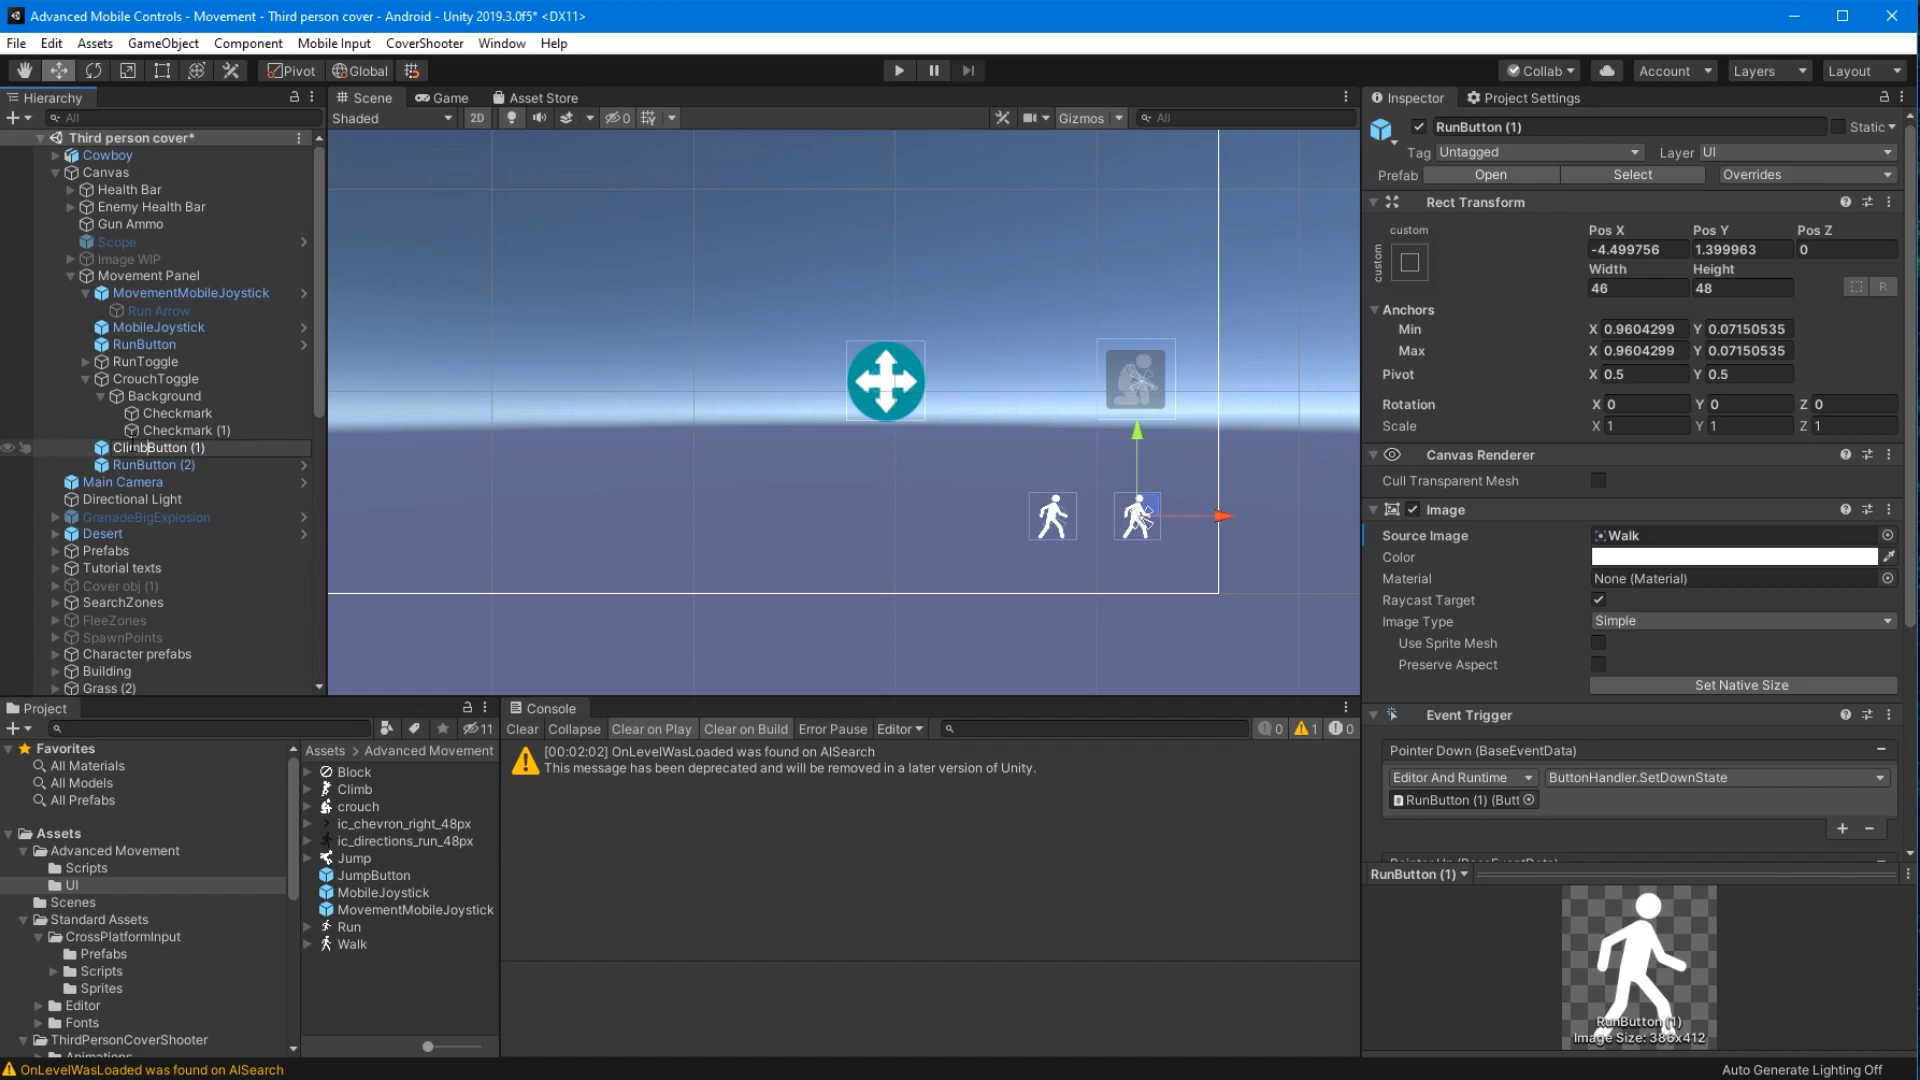 Advanced Mobile Controls - Movement - Third person cover - Android - Unity 2019.3.0f5* <DX11>
File Edit Assets GameObject Component Mobile Input CoverShooter Window Help
Pivot Global Collab Account Layers Layout
Hierarchy
All
Third person cover*
Cowboy
Canvas
Health Bar
Enemy Health Bar
Gun Ammo
Scope
Image WIP
Movement Panel
MovementMobileJoystick
Run Arrow
MobileJoystick
RunButton
RunToggle
CrouchToggle
Background
Checkmark
Checkmark (1)
ClimbButton (1)
RunButton (2)
Main Camera
Directional Light
GranadeBigExplosion
Desert
Prefabs
Tutorial texts
Cover obj (1)
SearchZones
FleeZones
SpawnPoints
Character prefabs
Building
Grass (2)
Scene Game Asset Store
Shaded 2D 0 Gizmos All
Inspector Project Settings
RunButton (1) Static
Tag Untagged Layer UI
Prefab Open Select Overrides
Rect Transform
custom
custom
Pos X Pos Y Pos Z
-4.499756 1.399963 0
Width Height
46 48 R
Anchors
Min X 0.9604299 Y 0.07150535
Max X 0.9604299 Y 0.07150535
Pivot X 0.5 Y 0.5
Rotation X 0 Y 0 Z 0
Scale X 1 Y 1 Z 1
Canvas Renderer
Cull Transparent Mesh
Image
Source Image Walk
Color
Material None (Material)
Raycast Target
Image Type Simple
Use Sprite Mesh
Preserve Aspect
Set Native Size
Event Trigger
Pointer Down (BaseEventData)
Editor And Runtime ButtonHandler.SetDownState
RunButton (1) (Butt
Pointer Up (BaseEventData)
RunButton (1)
RunButton (1)
Image Size: 386x412
Project
11
Favorites
All Materials
All Models
All Prefabs
Assets
Advanced Movement
Scripts
UI
Scenes
Standard Assets
CrossPlatformInput
Prefabs
Scripts
Sprites
Editor
Fonts
ThirdPersonCoverShooter
Animations
Assets > Advanced Movement
Block
Climb
crouch
ic_chevron_right_48px
ic_directions_run_48px
Jump
JumpButton
MobileJoystick
MovementMobileJoystick
Run
Walk
Console
Clear Collapse Clear on Play Clear on Build Error Pause Editor 0 1 0
[00:02:02] OnLevelWasLoaded was found on AISearch
This message has been deprecated and will be removed in a later version of Unity.
OnLevelWasLoaded was found on AISearch
Auto Generate Lighting Off